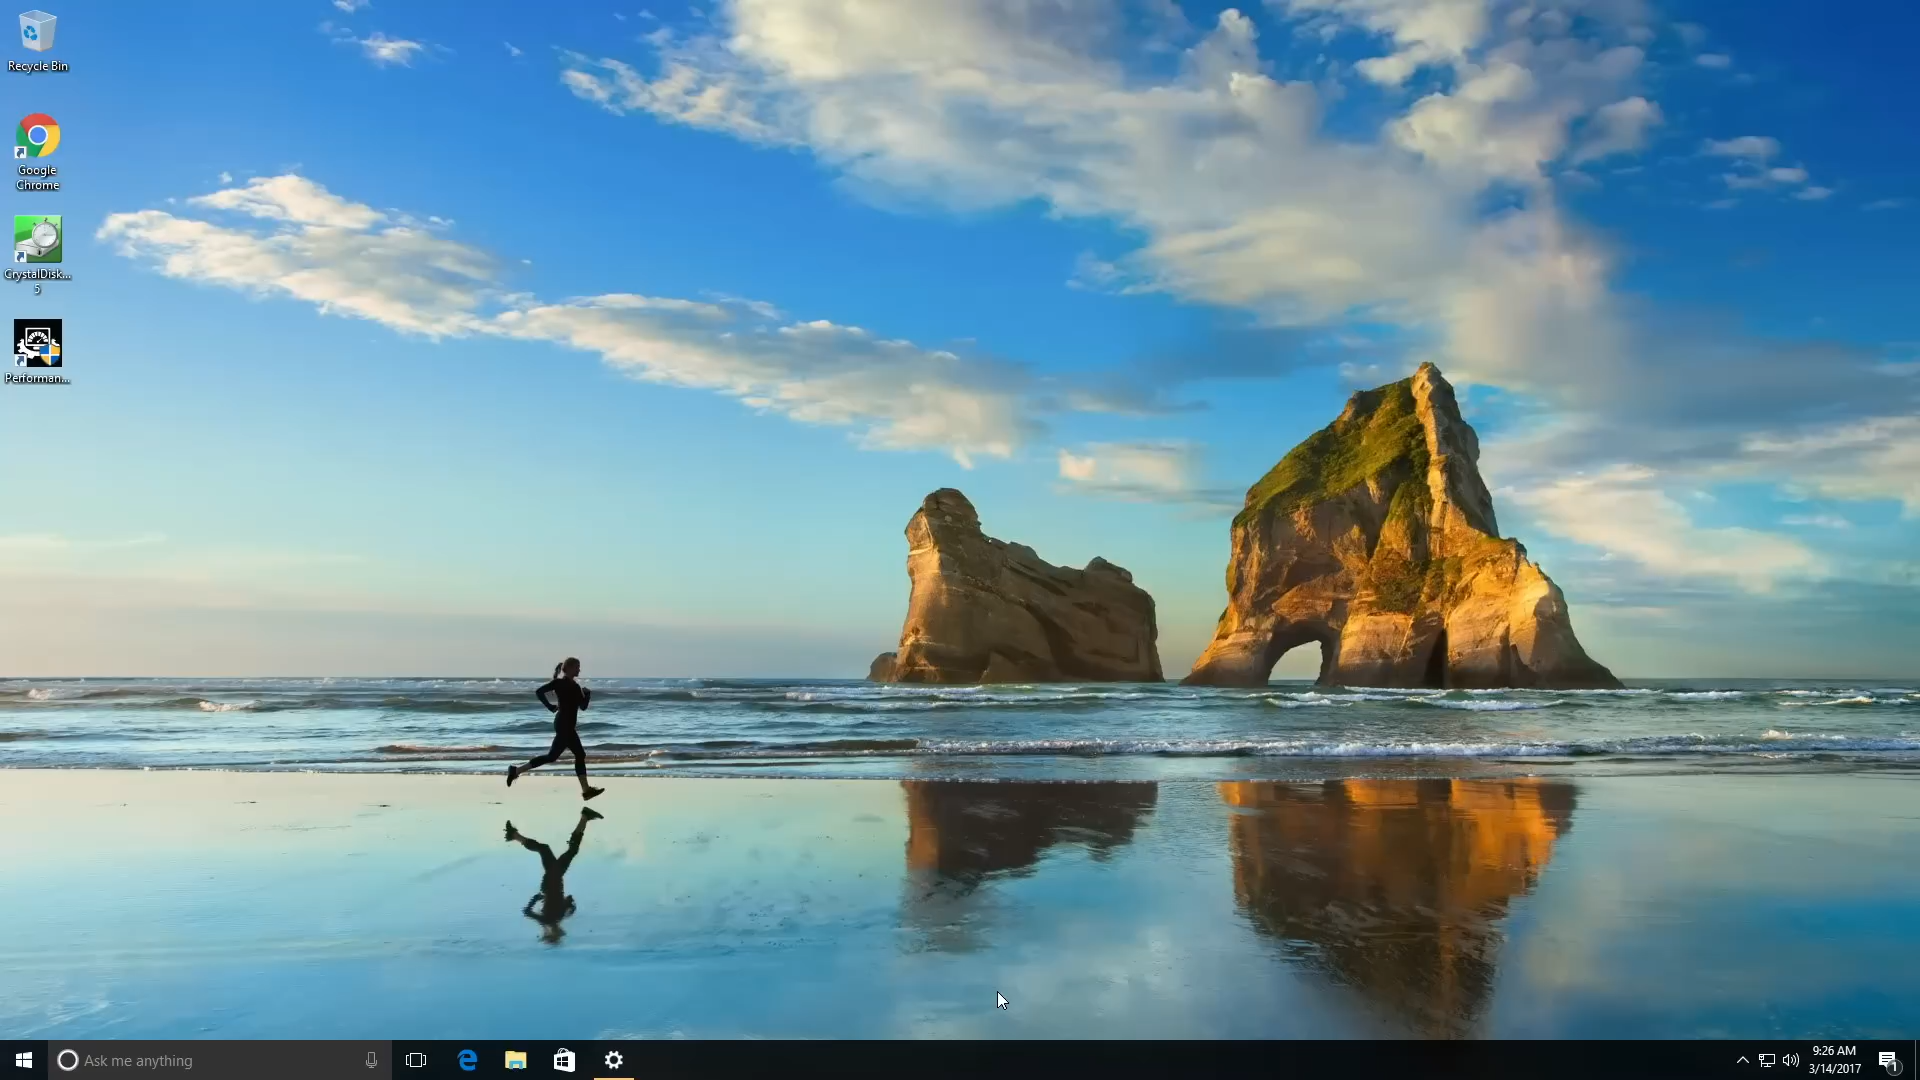 Recycle Bin
Google
Chrome
CrystalDisk...
5
Performan...
Ask me anything
9:26 AM
3/14/2017
1